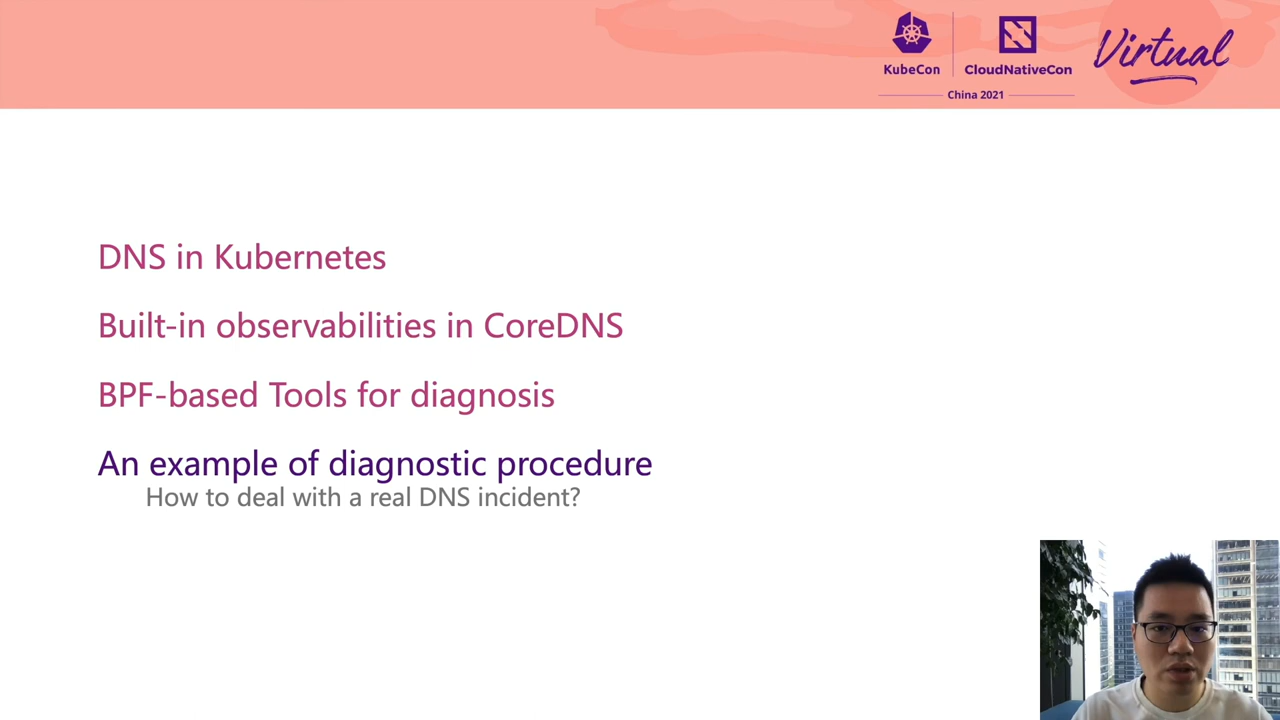 KubeCon
CloudNativeCon
Virtual
China 2021
DNS in Kubernetes
Built-in observabilities in CoreDNS
BPF-based Tools for diagnosis
An example of diagnostic procedure
How to deal with a real DNS incident?